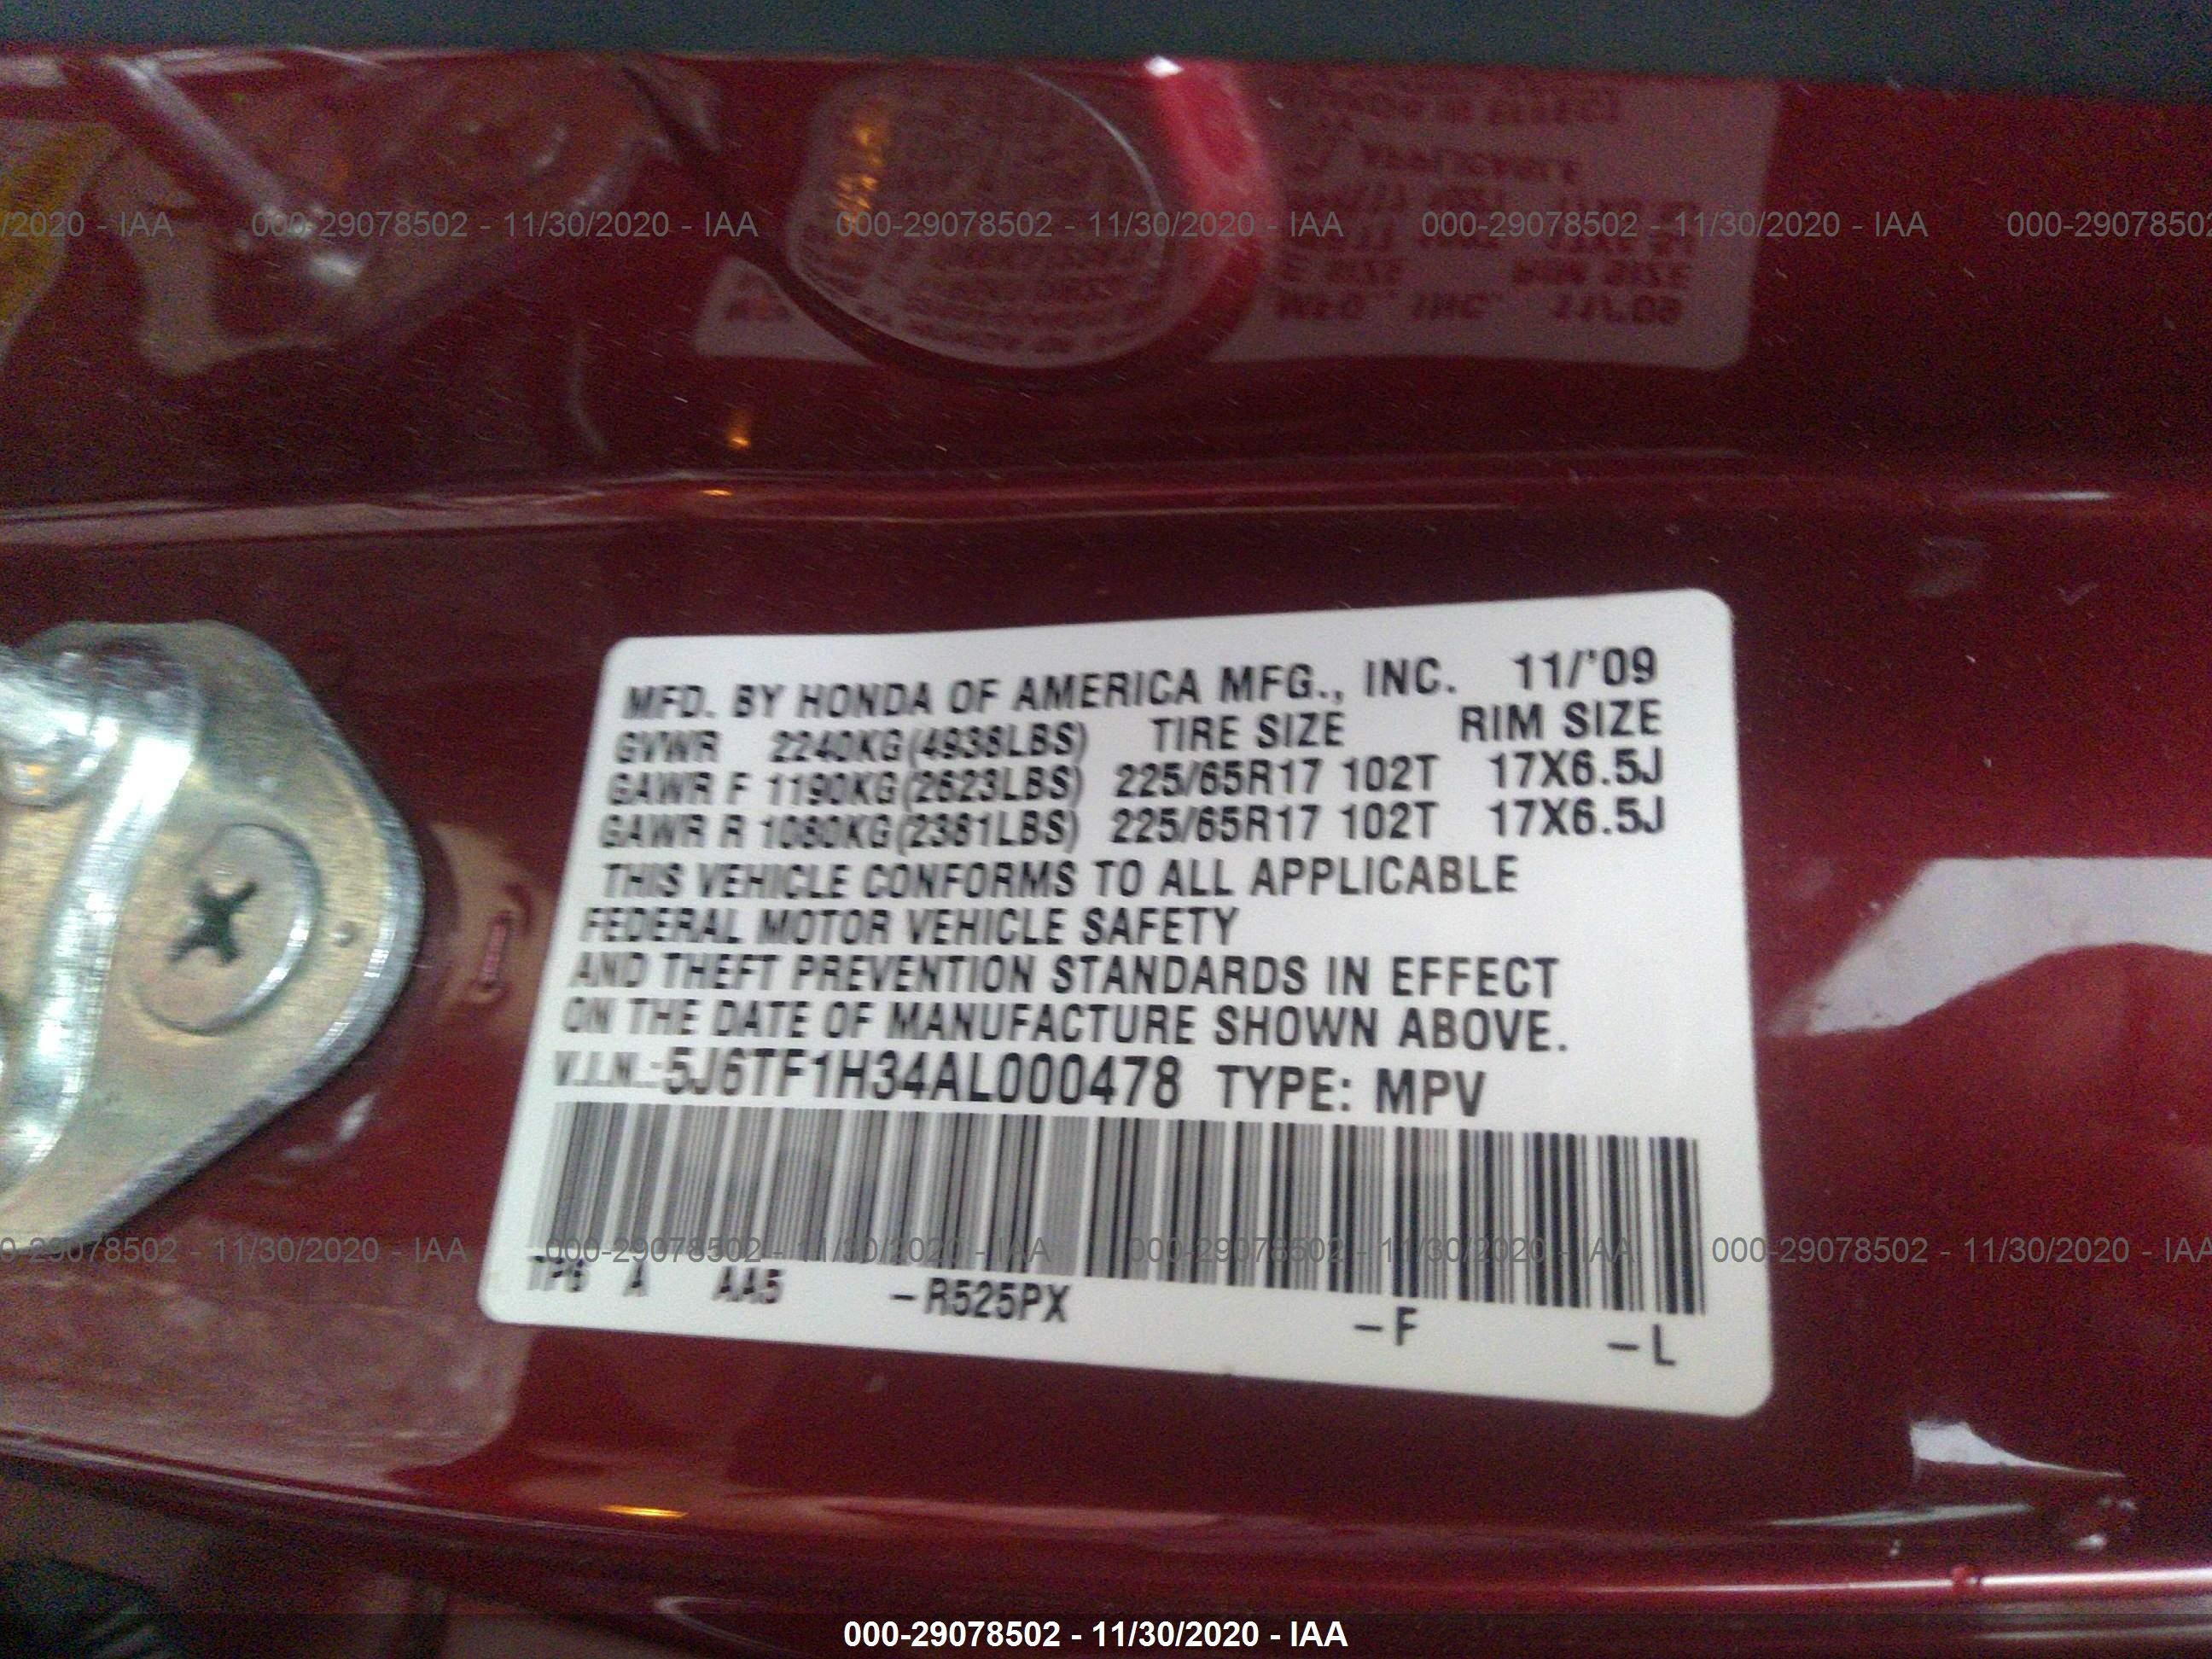 000-29078502 - 11/30/2020 - IAA
MFD. BY HONDA OF AMERICA MFG., INC. 11/'09
GVWR 2240KG(4938LBS) TIRE SIZE RIM SIZE
GAWR F 1190KG(2623LBS) 225/65R17 102T 17X6.5J
GAWR R 1080KG(2381LBS) 225/65R17 102T 17X6.5J
THIS VEHICLE CONFORMS TO ALL APPLICABLE
FEDERAL MOTOR VEHICLE SAFETY
AND THEFT PREVENTION STANDARDS IN EFFECT
ON THE DATE OF MANUFACTURE SHOWN ABOVE.
V.I.N.:5J6TF1H34AL000478 TYPE: MPV
000-29078502 - 11/30/2020 - IAA
TP6 A AA5 -R525PX -F -L
000-29078502 - 11/30/2020 - IAA